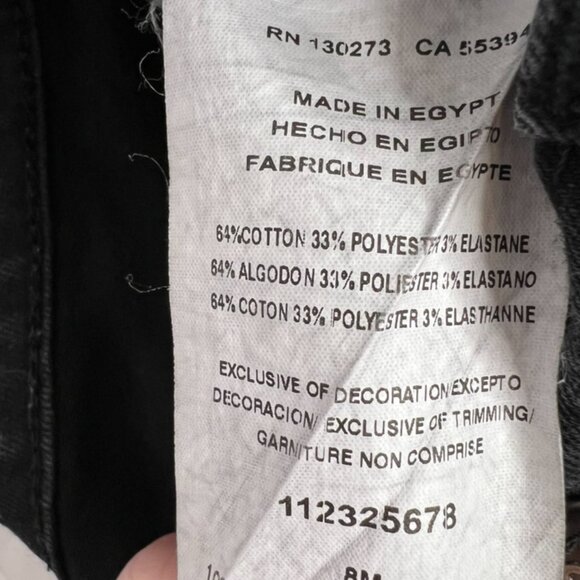 RN 130273 CA 55394
MADE IN EGYPT
HECHO EN EGIPTO
FABRIQUE EN EGYPTE
64%COTTON 33% POLYESTER 3% ELASTANE
64% ALGODON 33% POLIESTER 3% ELASTANO
64% COTON 33% POLYESTER 3% ELASTHANNE
EXCLUSIVE OF DECORATION EXCEPTO
DECORACION/ EXCLUSIVE OF TRIMMING/
GARNITURE NON COMPRISE
112325678
8M